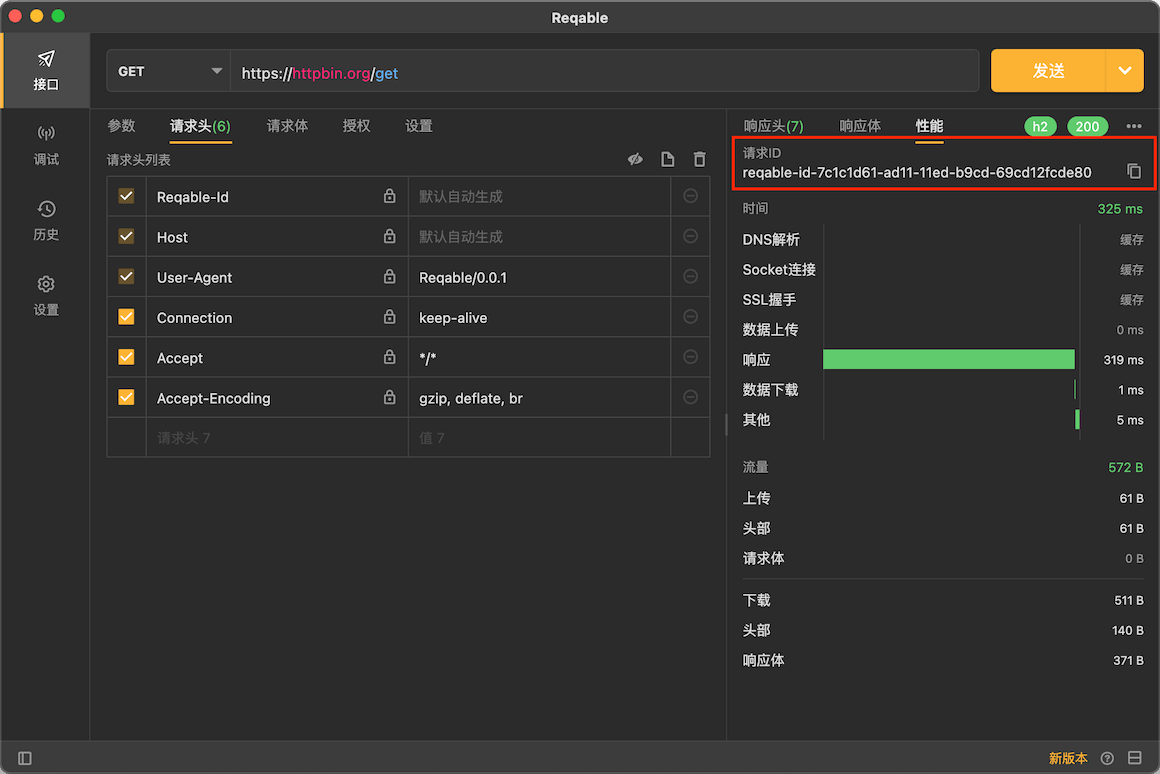 Reqable
接口
调试
历史
设置
GET
https://httpbin.org/get
发送
参数 请求头(6) 请求体 授权 设置
请求头列表
Reqable-Id 默认自动生成
Host 默认自动生成
User-Agent Reqable/0.0.1
Connection keep-alive
Accept */*
Accept-Encoding gzip, deflate, br
请求头 7 值 7
响应头(7) 响应体 性能 h2 200
请求ID
reqable-id-7c1c1d61-ad11-11ed-b9cd-69cd12fcde80
时间 325 ms
DNS解析 缓存
Socket连接 缓存
SSL握手 缓存
数据上传 0 ms
响应 319 ms
数据下载 1 ms
其他 5 ms
流量 572 B
上传 61 B
头部 61 B
请求体 0 B
下载 511 B
头部 140 B
响应体 371 B
新版本